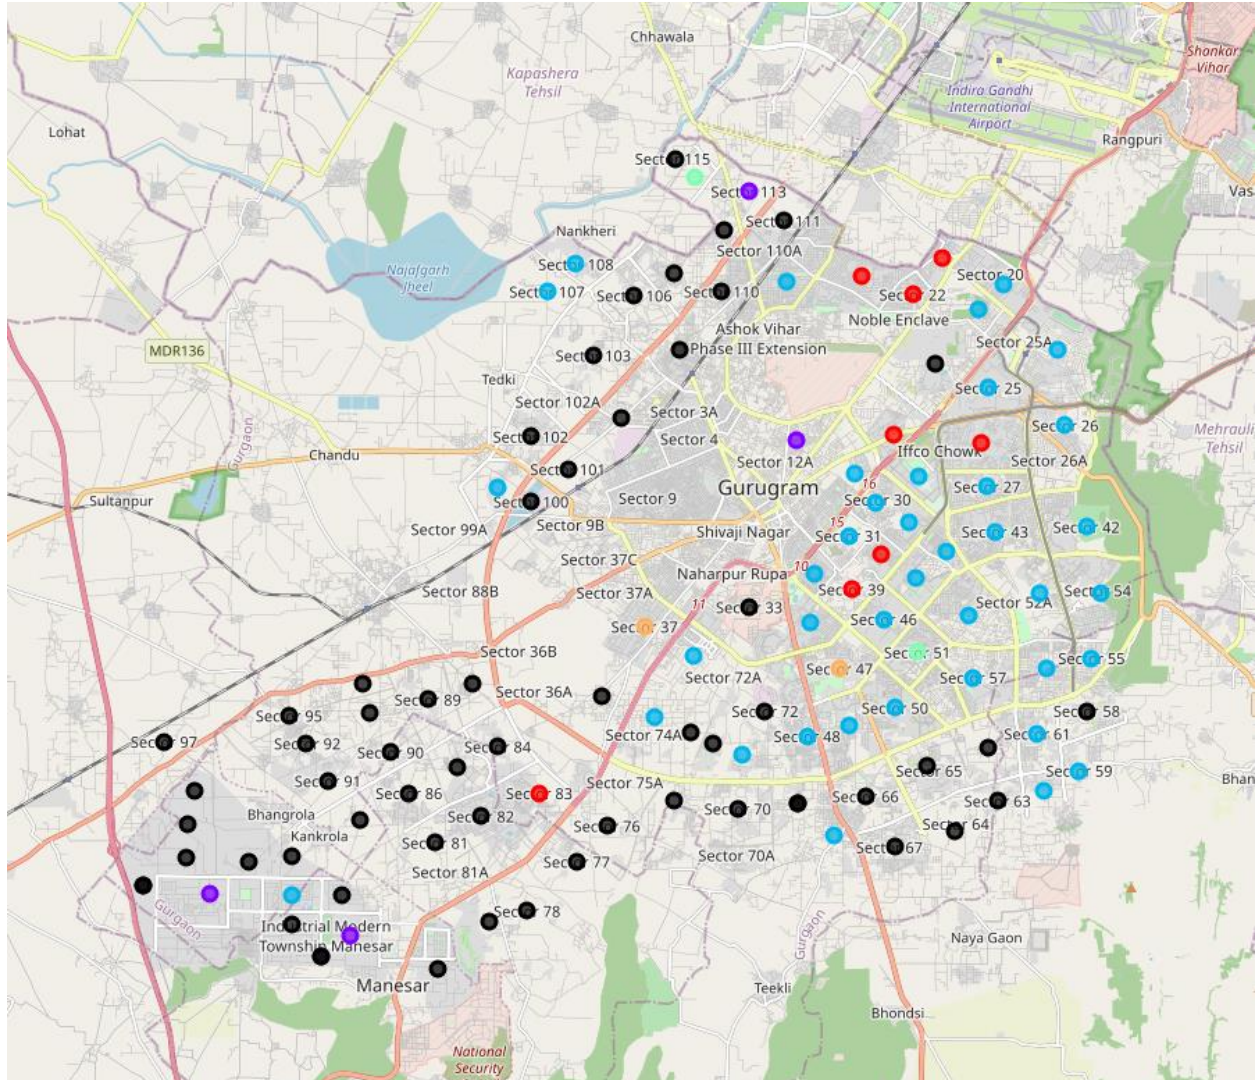 Chhawala
Shankar
Vihar
Kapashera
Tehsil
Indira Gandhi
International
Airport
Lohat
Rangpuri
Sector 115
Sector 113
Vas
Sector 111
Nankheri
Sector 110A
Sector 108
Sector 20
Najafgarh
Jheel
Sector 107
Sector 106
Sector 110
Sector 22
Noble Enclave
Ashok Vihar
Phase III Extension
Sector 25A
MDR136
Sector 103
Tedki
Sector 25
Sector 102A
Sector 3A
Sector 26
Mehrauli
Tehsil
Sector 102
Sector 4
Gurgaon
Chandu
Iffco Chowk
Sector 12A
Sector 26A
Sector 101
Gurugram
16
Sector 27
Sultanpur
Sector 100
Sector 9
Sector 30
Sector 99A
Sector 9B
15
Shivaji Nagar
Sector 31
Sector 43
Sector 42
Sector 37C
10
Naharpur Rupa
Sector 88B
Sector 37A
11
Sector 33
Sector 39
Sector 52A
Sector 54
Sector 37
Sector 46
Sector 36B
Sector 51
Sector 55
Sector 47
Sector 72A
Sector 57
Sector 36A
Sector 89
Sector 95
Sector 72
Sector 50
Sector 58
Sector 97
Sector 92
Sector 90
Sector 84
Sector 74A
Sector 48
Sector 61
Sector 91
Sector 86
Sector 83
Sector 75A
Sector 65
Sector 59
Bhan
Bhangrola
Sector 82
Sector 70
Sector 66
Sector 63
Kankrola
Sector 76
Sector 64
Sector 81
Sector 67
Sector 81A
Sector 77
Sector 70A
Gurgaon
Sector 78
Industrial Modern
Township Manesar
Gurgaon
Naya Gaon
Manesar
Teekli
Bhondsi
National
Security